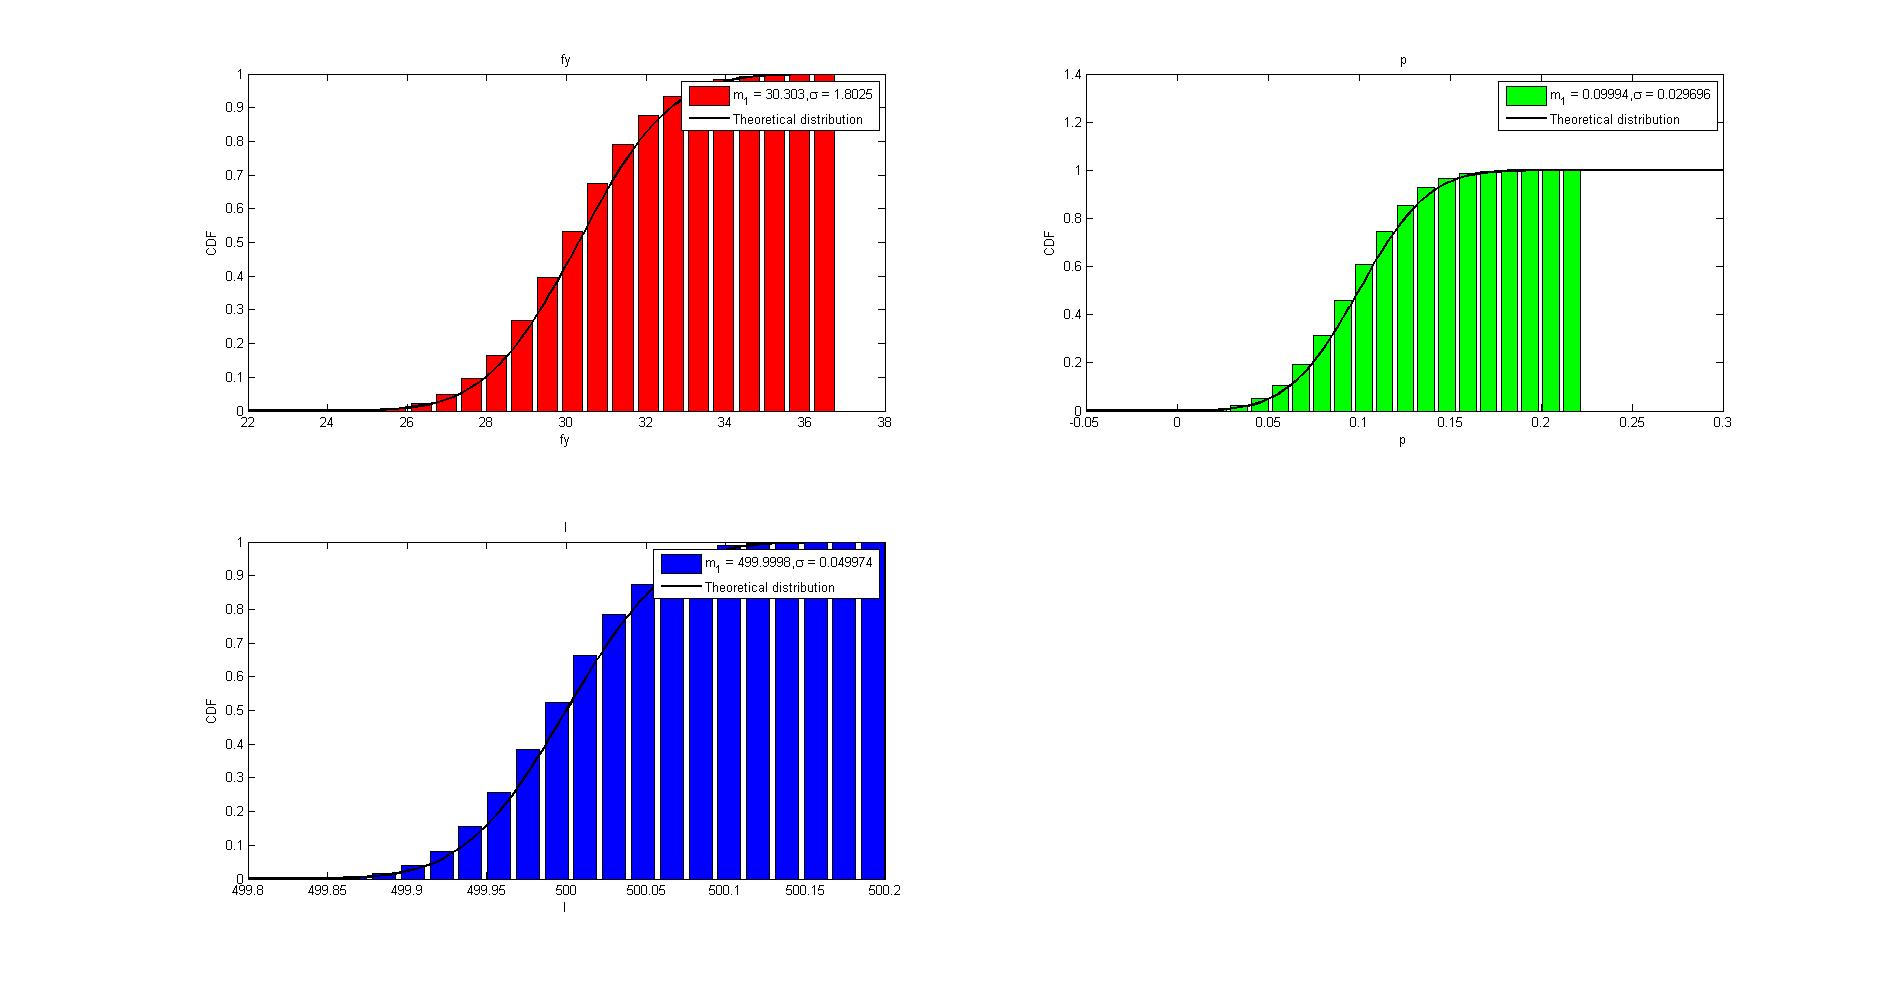 fy
1
0.9
0.8
0.7
0.6
0.5
0.4
0.3
0.2
0.1
0
CDF
m1 = 30.303,σ = 1.8025
Theoretical distribution
22 24 26 28 30 32 34 36 38
fy
p
1.4
1.2
1
0.8
0.6
0.4
0.2
0
CDF
m1 = 0.09994,σ = 0.029696
Theoretical distribution
-0.05 0 0.05 0.1 0.15 0.2 0.25 0.3
p
l
1
0.9
0.8
0.7
0.6
0.5
0.4
0.3
0.2
0.1
0
CDF
m1 = 499.9998,σ = 0.049974
Theoretical distribution
499.8 499.85 499.9 499.95 500 500.05 500.1 500.15 500.2
l